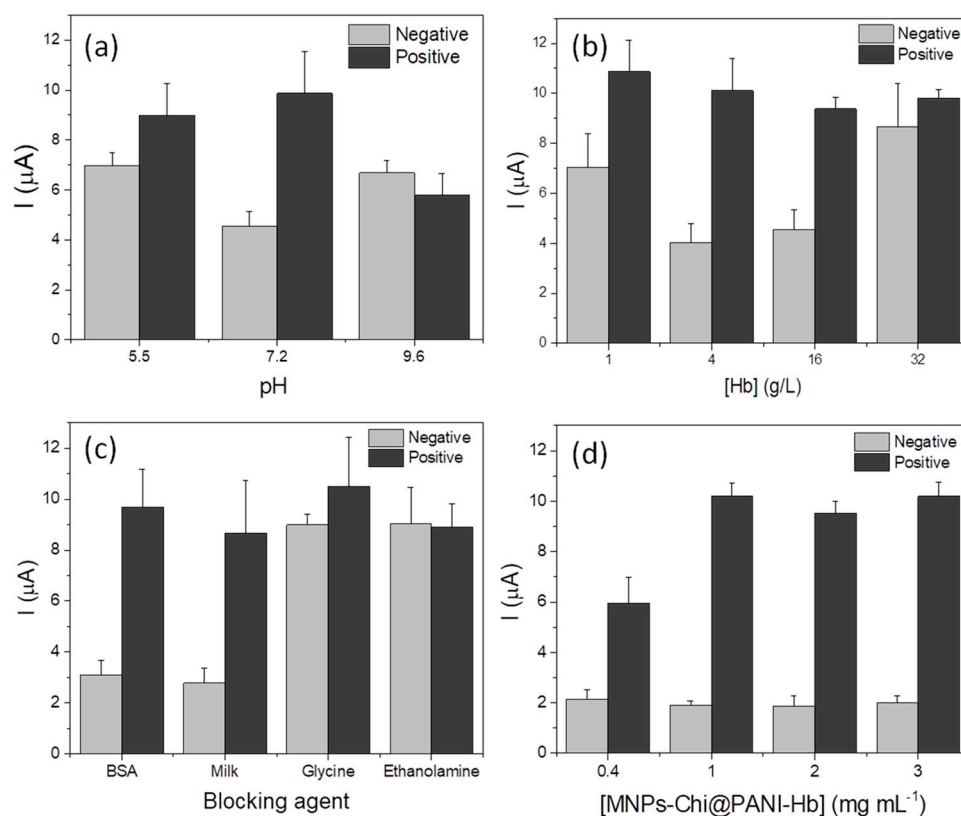 (a)
Negative
Positive
12
10
8
6
4
2
0
I (μA)
5.5 7.2 9.6
pH
(b)
Negative
Positive
12
10
8
6
4
2
0
I (μA)
1 4 16 32
[Hb] (g/L)
(c)
Negative
Positive
12
10
8
6
4
2
0
I (μA)
BSA Milk Glycine Ethanolamine
Blocking agent
(d)
Negative
Positive
12
10
8
6
4
2
0
I (μA)
0.4 1 2 3
[MNPs-Chi@PANI-Hb] (mg mL⁻¹)